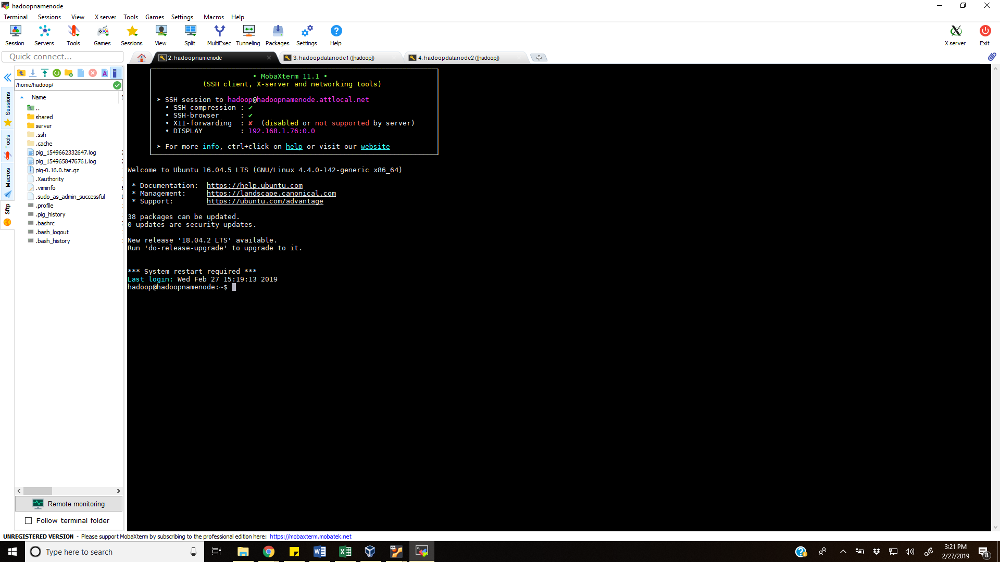 hadoopnamenode
Terminal Sessions View X server Tools Games Settings Macros Help
Session Servers Tools Games Sessions View Split MultiExec Tunneling Packages Settings Help X server Exit
Quick connect...
2. hadoopnamenode
3. hadoopdatanode1 ([hadoop])
4. hadoopdatanode2 ([hadoop])
/home/hadoop/
Name
..
shared
server
.ssh
.cache
pig_1549662332647.log
pig_1549658476761.log
pig-0.16.0.tar.gz
.Xauthority
.viminfo
.sudo_as_admin_successful
.profile
.pig_history
.bashrc
.bash_logout
.bash_history
Sessions
Tools
Macros
Sftp
Remote monitoring
Follow terminal folder
• MobaXterm 11.1 •
(SSH client, X-server and networking tools)
➤ SSH session to hadoop@hadoopnamenode.attlocal.net
• SSH compression : ✔
• SSH-browser : ✔
• X11-forwarding : ✘ (disabled or not supported by server)
• DISPLAY : 192.168.1.76:0.0
➤ For more info, ctrl+click on help or visit our website
Welcome to Ubuntu 16.04.5 LTS (GNU/Linux 4.4.0-142-generic x86_64)
* Documentation: https://help.ubuntu.com
* Management: https://landscape.canonical.com
* Support: https://ubuntu.com/advantage
38 packages can be updated.
0 updates are security updates.
New release '18.04.2 LTS' available.
Run 'do-release-upgrade' to upgrade to it.
*** System restart required ***
Last login: Wed Feb 27 15:19:13 2019
hadoop@hadoopnamenode:~$
UNREGISTERED VERSION - Please support MobaXterm by subscribing to the professional edition here: https://mobaxterm.mobatek.net
Type here to search
3:21 PM
2/27/2019
8